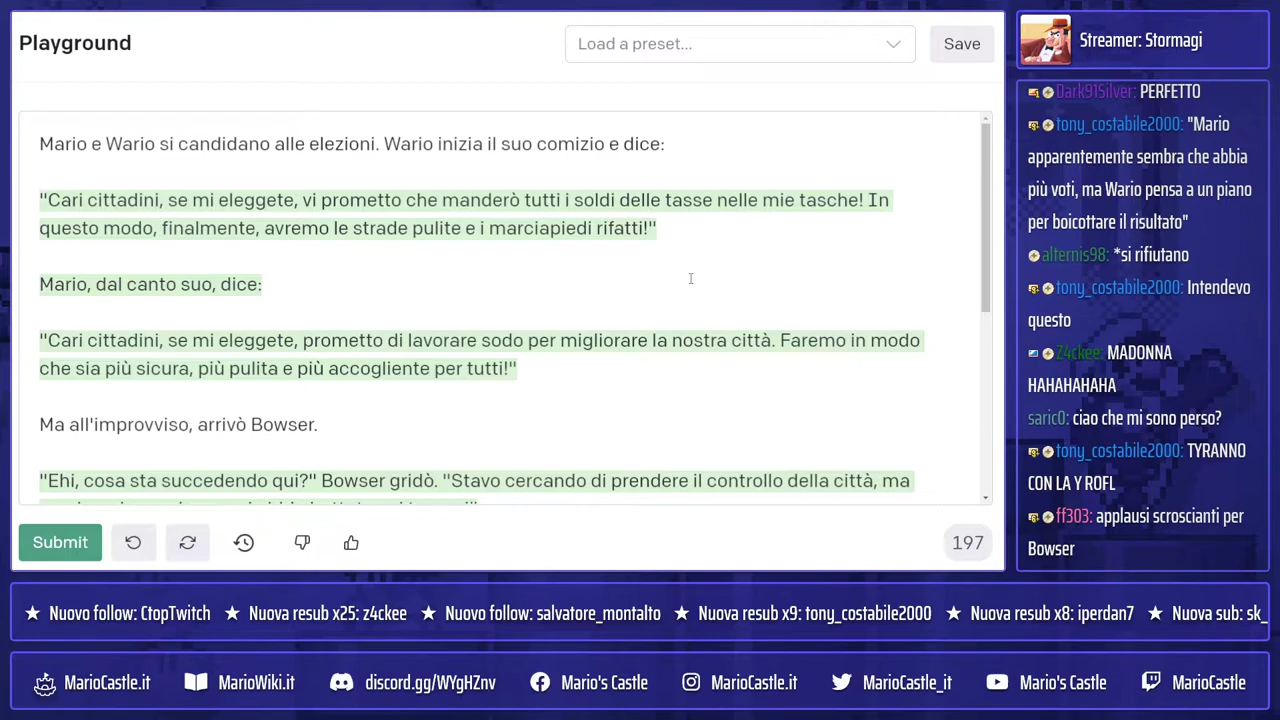 Playground
Load a preset...
Save
Mario e Wario si candidano alle elezioni. Wario inizia il suo comizio e dice:
"Cari cittadini, se mi eleggete, vi prometto che manderò tutti i soldi delle tasse nelle mie tasche! In
questo modo, finalmente, avremo le strade pulite e i marciapiedi rifatti!"
Mario, dal canto suo, dice:
"Cari cittadini, se mi eleggete, prometto di lavorare sodo per migliorare la nostra città. Faremo in modo
che sia più sicura, più pulita e più accogliente per tutti!"
Ma all'improvviso, arrivò Bowser.
"Ehi, cosa sta succedendo qui?" Bowser gridò. "Stavo cercando di prendere il controllo della città, ma
Submit
197
Streamer: Stormagi
Dark91Silver: PERFETTO
tony_costabile2000: "Mario
apparentemente sembra che abbia
più voti, ma Wario pensa a un piano
per boicottare il risultato"
alternis98: *si rifiutano
tony_costabile2000: Intendevo
questo
Z4ckee: MADONNA
HAHAHAHAHA
saric0: ciao che mi sono perso?
tony_costabile2000: TYRANNO
CON LA Y ROFL
ff303: applausi scroscianti per
Bowser
★ Nuovo follow: CtopTwitch ★ Nuova resub x25: z4ckee ★ Nuovo follow: salvatore_montalto ★ Nuova resub x9: tony_costabile2000 ★ Nuova resub x8: iperdan7 ★ Nuova sub: sk_
MarioCastle.it MarioWiki.it discord.gg/WYgHZnv Mario's Castle MarioCastle.it MarioCastle_it Mario's Castle MarioCastle